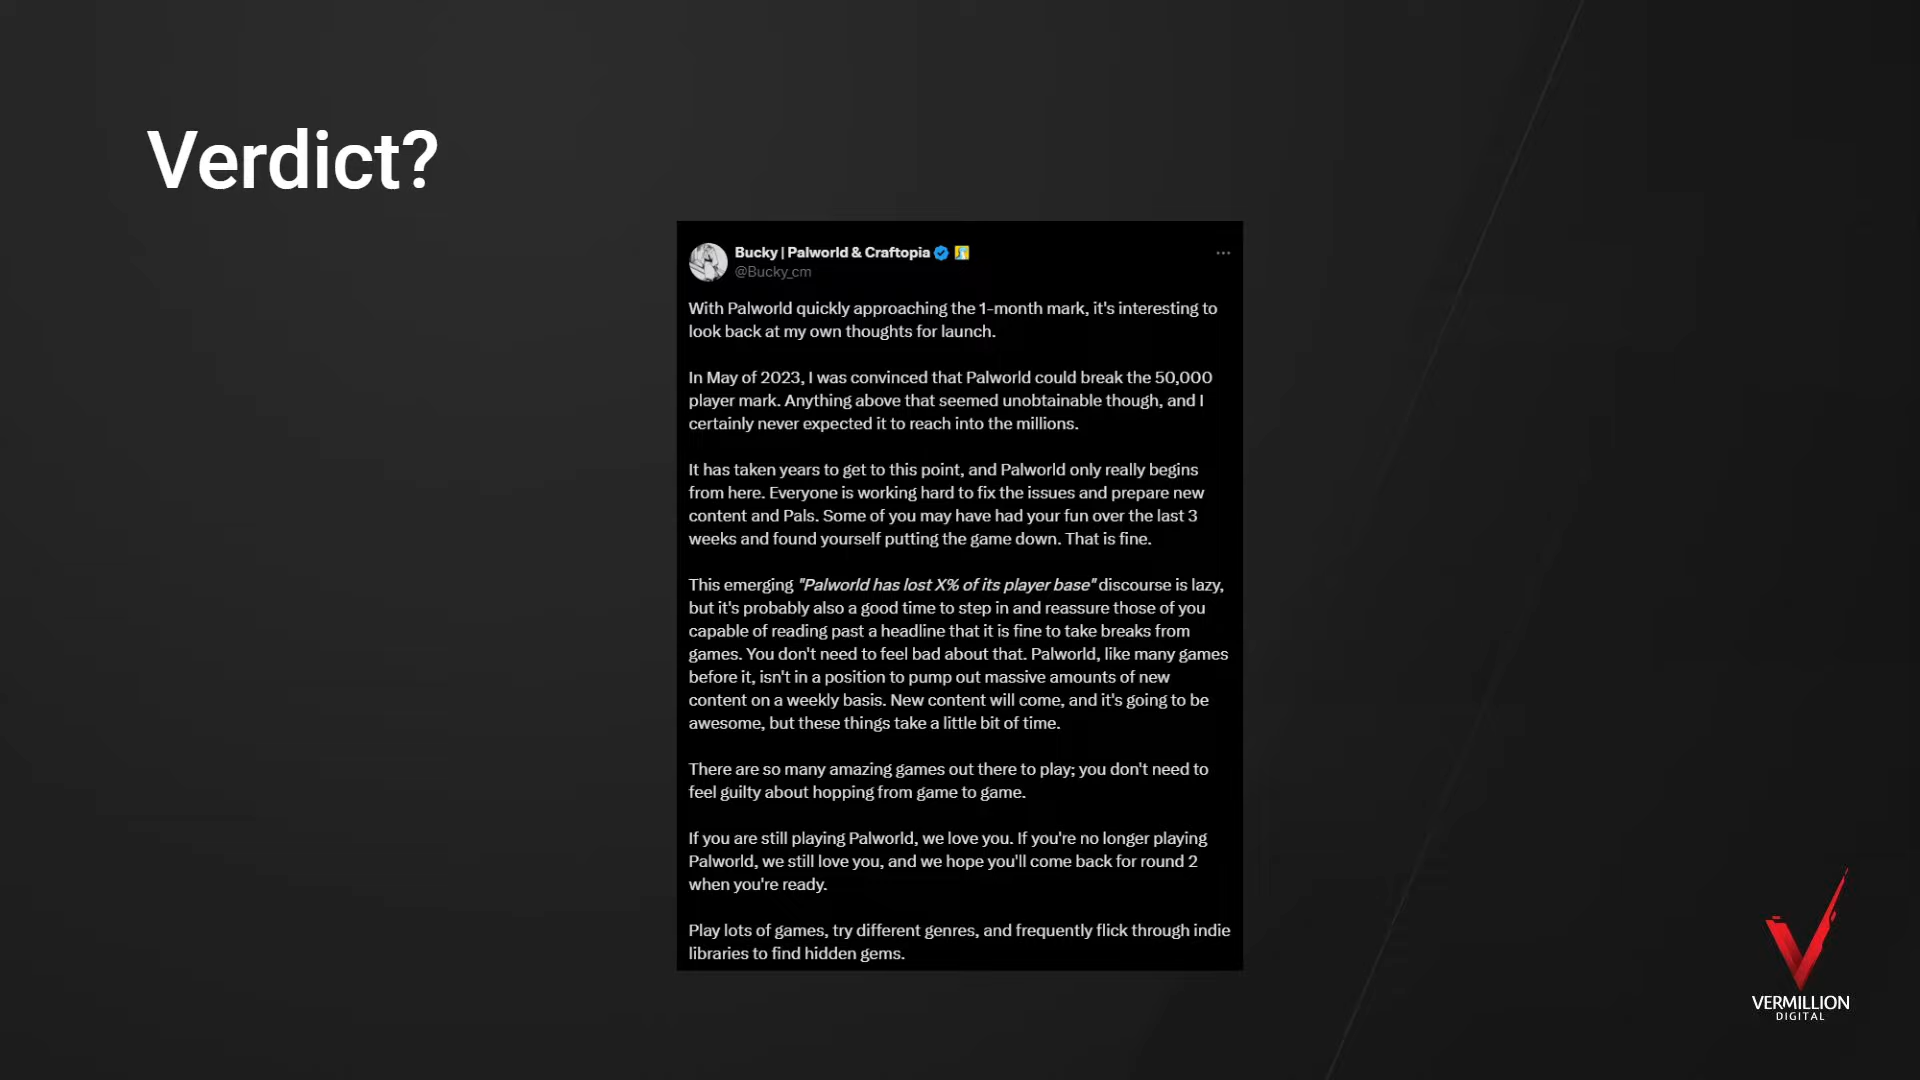 Verdict?
Bucky | Palworld & Craftopia
@Bucky_cm
With Palworld quickly approaching the 1-month mark, it's interesting to
look back at my own thoughts for launch.
In May of 2023, I was convinced that Palworld could break the 50,000
player mark. Anything above that seemed unobtainable though, and I
certainly never expected it to reach into the millions.
It has taken years to get to this point, and Palworld only really begins
from here. Everyone is working hard to fix the issues and prepare new
content and Pals. Some of you may have had your fun over the last 3
weeks and found yourself putting the game down. That is fine.
This emerging "Palworld has lost X% of its player base" discourse is lazy,
but it's probably also a good time to step in and reassure those of you
capable of reading past a headline that it is fine to take breaks from
games. You don't need to feel bad about that. Palworld, like many games
before it, isn't in a position to pump out massive amounts of new
content on a weekly basis. New content will come, and it's going to be
awesome, but these things take a little bit of time.
There are so many amazing games out there to play; you don't need to
feel guilty about hopping from game to game.
If you are still playing Palworld, we love you. If you're no longer playing
Palworld, we still love you, and we hope you'll come back for round 2
when you're ready.
Play lots of games, try different genres, and frequently flick through indie
libraries to find hidden gems.
VERMILLION
DIGITAL